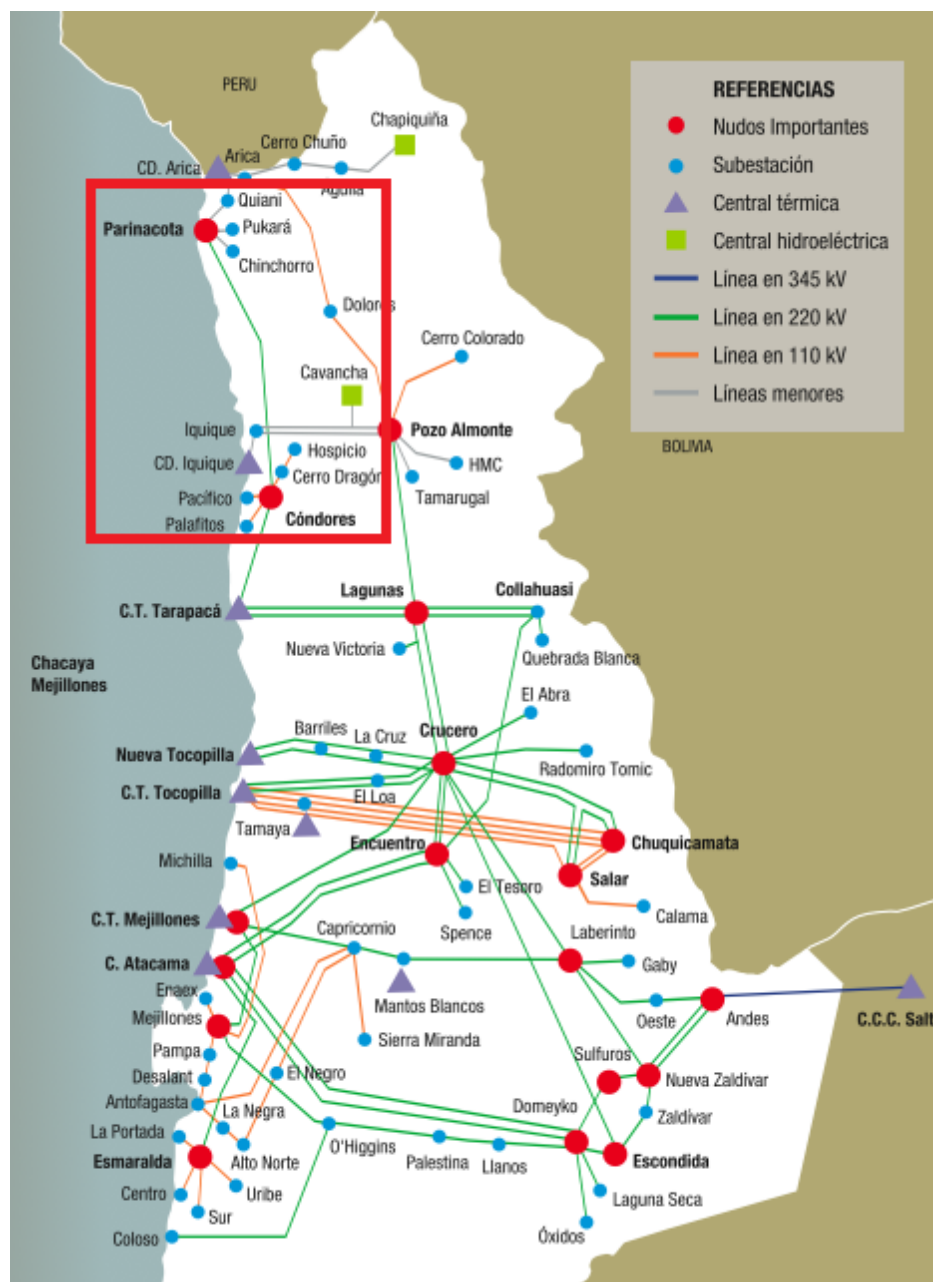 PERU
REFERENCIAS
Nudos Importantes
Subestación
Central térmica
Central hidroeléctrica
Línea en 345 kV
Línea en 220 kV
Línea en 110 kV
Líneas menores
Chapiquiña
Cerro Chuño
Arica
CD. Arica
Aguila
Quiani
Parinacota
Pukará
Chinchorro
Dolores
Cerro Colorado
Cavancha
Iquique
Pozo Almonte
BOLIVIA
Hospicio
CD. Iquique
Cerro Dragón
HMC
Tamarugal
Pacífico
Cóndores
Palafitos
Lagunas
Collahuasi
C.T. Tarapacá
Nueva Victoria
Quebrada Blanca
Chacaya
Mejillones
El Abra
Crucero
Barriles
La Cruz
Nueva Tocopilla
Radomiro Tomic
C.T. Tocopilla
El Loa
Tamaya
Encuentro
Chuquicamata
Michilla
Salar
El Tesoro
Calama
C.T. Mejillones
Spence
Capricornio
Laberinto
C. Atacama
Gaby
Enaex
Mantos Blancos
Oeste
Andes
C.C.C. Salt
Mejillones
Sierra Miranda
Pampa
Sulfuros
El Negro
Nueva Zaldívar
Desalant
Antofagasta
La Negra
Domeyko
Zaldívar
La Portada
O'Higgins
Alto Norte
Palestina
Llanos
Esmaralda
Escondida
Centro
Uribe
Laguna Seca
Sur
Óxidos
Coloso